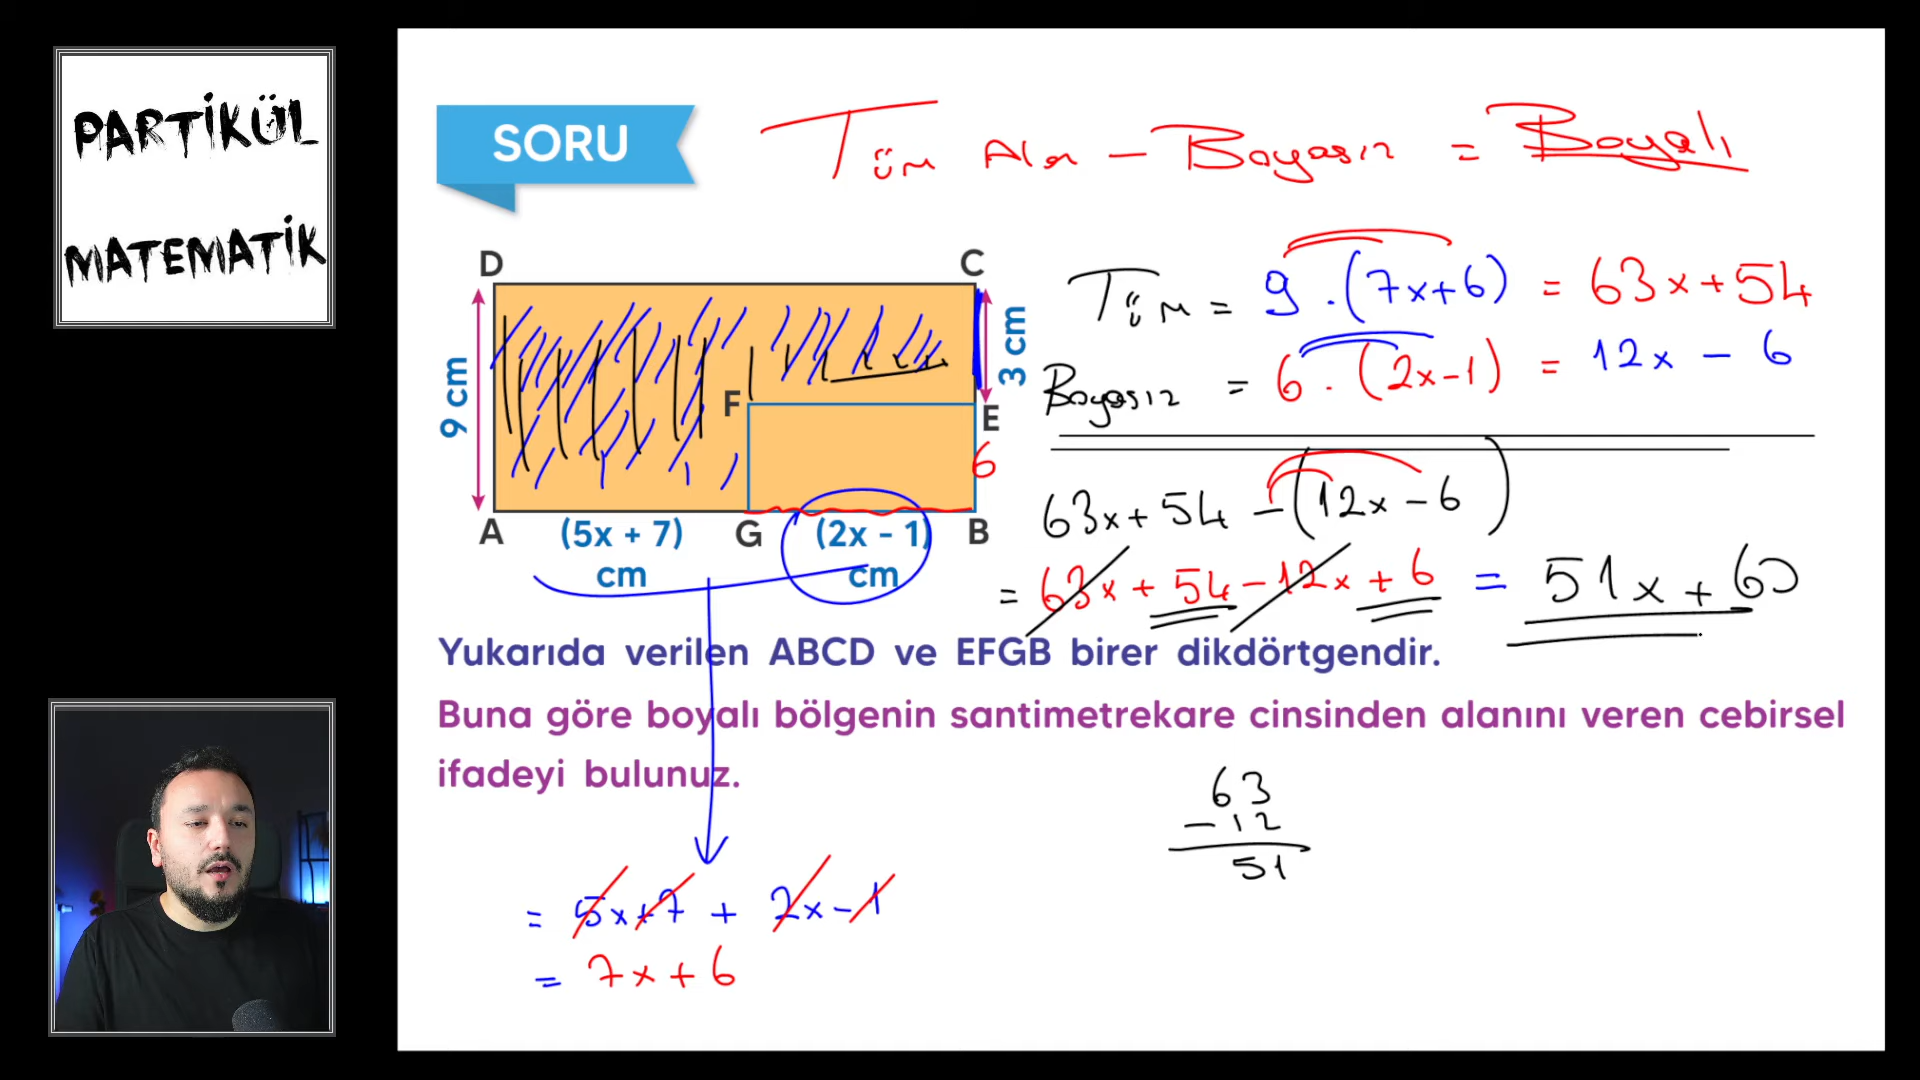 PARTİKÜL
MATEMATİK
SORU
Tüm Alan - Boyasız = Boyalı
D
C
9 cm
3 cm
F
E
6
A
(5x + 7)
cm
G
(2x - 1)
cm
B
Tüm = 9 . (7x+6) = 63x+54
Boyasız = 6 . (2x-1) = 12x - 6
63x+54 -(12x-6)
= 63x + 54 - 12x + 6 = 51x + 60
Yukarıda verilen ABCD ve EFGB birer dikdörtgendir.
Buna göre boyalı bölgenin santimetrekare cinsinden alanını veren cebirsel
ifadeyi bulunuz.
63
-12
51
= 5x+7 + 2x-1
= 7x+6